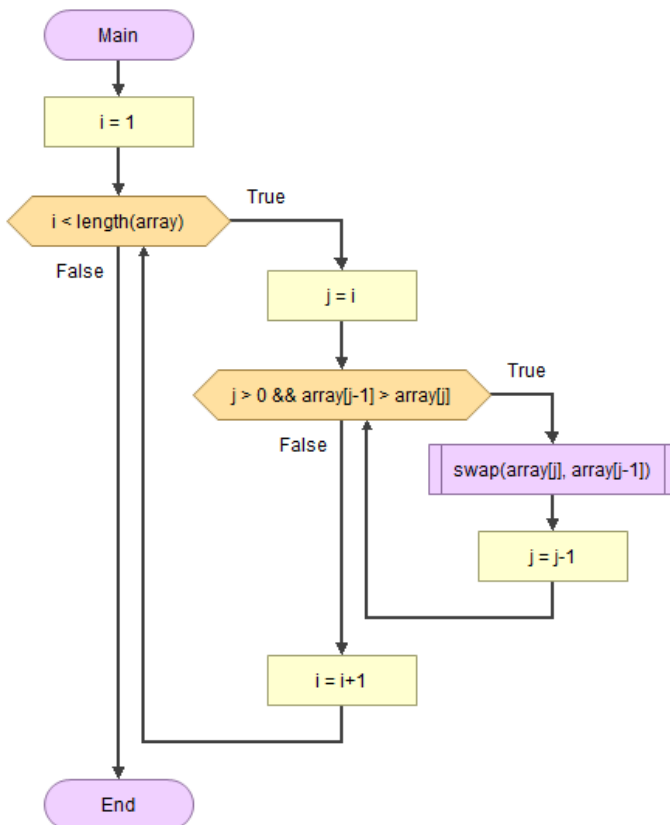 Main
i = 1
i < length(array)
True
False
j = i
j > 0 && array[j-1] > array[j]
True
False
swap(array[j], array[j-1])
j = j-1
i = i+1
End